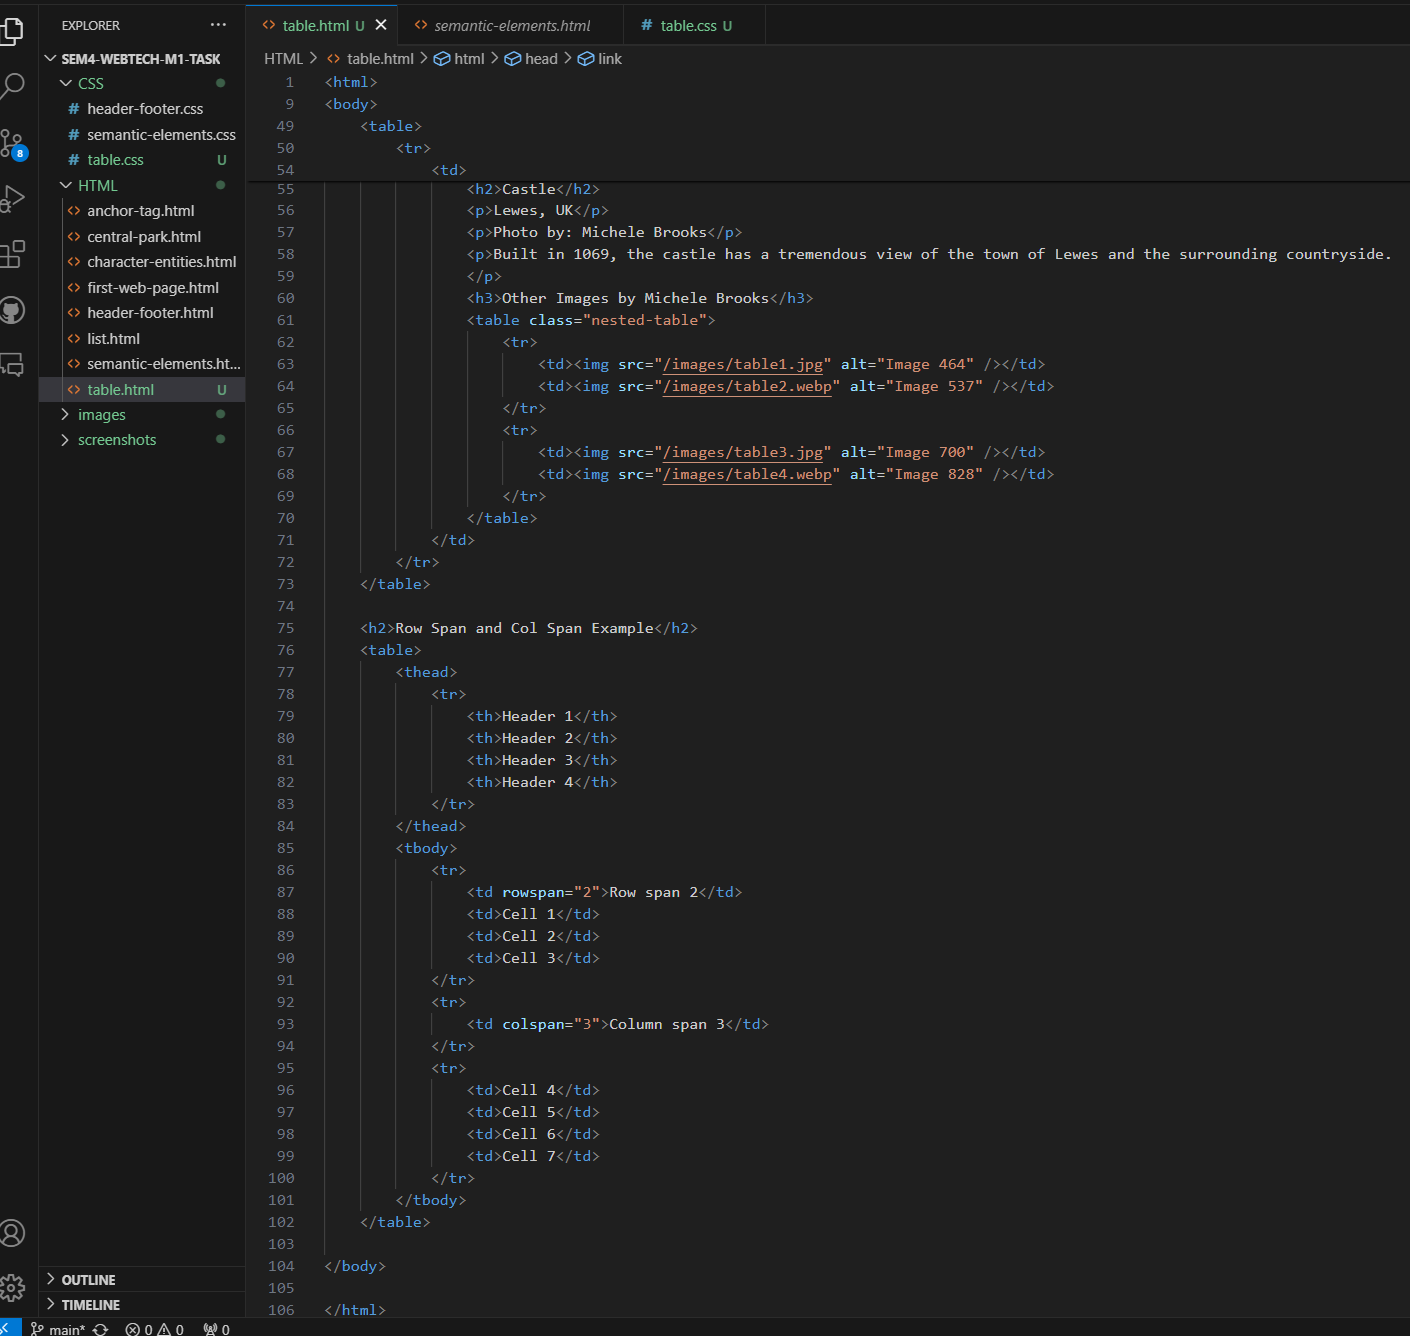 EXPLORER
···
SEM4-WEBTECH-M1-TASK
CSS
# header-footer.css
# semantic-elements.css
# table.css U
HTML
<> anchor-tag.html
<> central-park.html
<> character-entities.html
<> first-web-page.html
<> header-footer.html
<> list.html
<> semantic-elements.ht...
<> table.html U
images
screenshots
OUTLINE
TIMELINE
8
<> table.html U
<> semantic-elements.html
# table.css U
HTML > <> table.html > html > head > link
1 <html>
9 <body>
49 <table>
50 <tr>
54 <td>
55 <h2>Castle</h2>
56 <p>Lewes, UK</p>
57 <p>Photo by: Michele Brooks</p>
58 <p>Built in 1069, the castle has a tremendous view of the town of Lewes and the surrounding countryside.
59 </p>
60 <h3>Other Images by Michele Brooks</h3>
61 <table class="nested-table">
62 <tr>
63 <td><img src="/images/table1.jpg" alt="Image 464" /></td>
64 <td><img src="/images/table2.webp" alt="Image 537" /></td>
65 </tr>
66 <tr>
67 <td><img src="/images/table3.jpg" alt="Image 700" /></td>
68 <td><img src="/images/table4.webp" alt="Image 828" /></td>
69 </tr>
70 </table>
71 </td>
72 </tr>
73 </table>
74
75 <h2>Row Span and Col Span Example</h2>
76 <table>
77 <thead>
78 <tr>
79 <th>Header 1</th>
80 <th>Header 2</th>
81 <th>Header 3</th>
82 <th>Header 4</th>
83 </tr>
84 </thead>
85 <tbody>
86 <tr>
87 <td rowspan="2">Row span 2</td>
88 <td>Cell 1</td>
89 <td>Cell 2</td>
90 <td>Cell 3</td>
91 </tr>
92 <tr>
93 <td colspan="3">Column span 3</td>
94 </tr>
95 <tr>
96 <td>Cell 4</td>
97 <td>Cell 5</td>
98 <td>Cell 6</td>
99 <td>Cell 7</td>
100 </tr>
101 </tbody>
102 </table>
103
104 </body>
105
106 </html>
main* 0 0 0